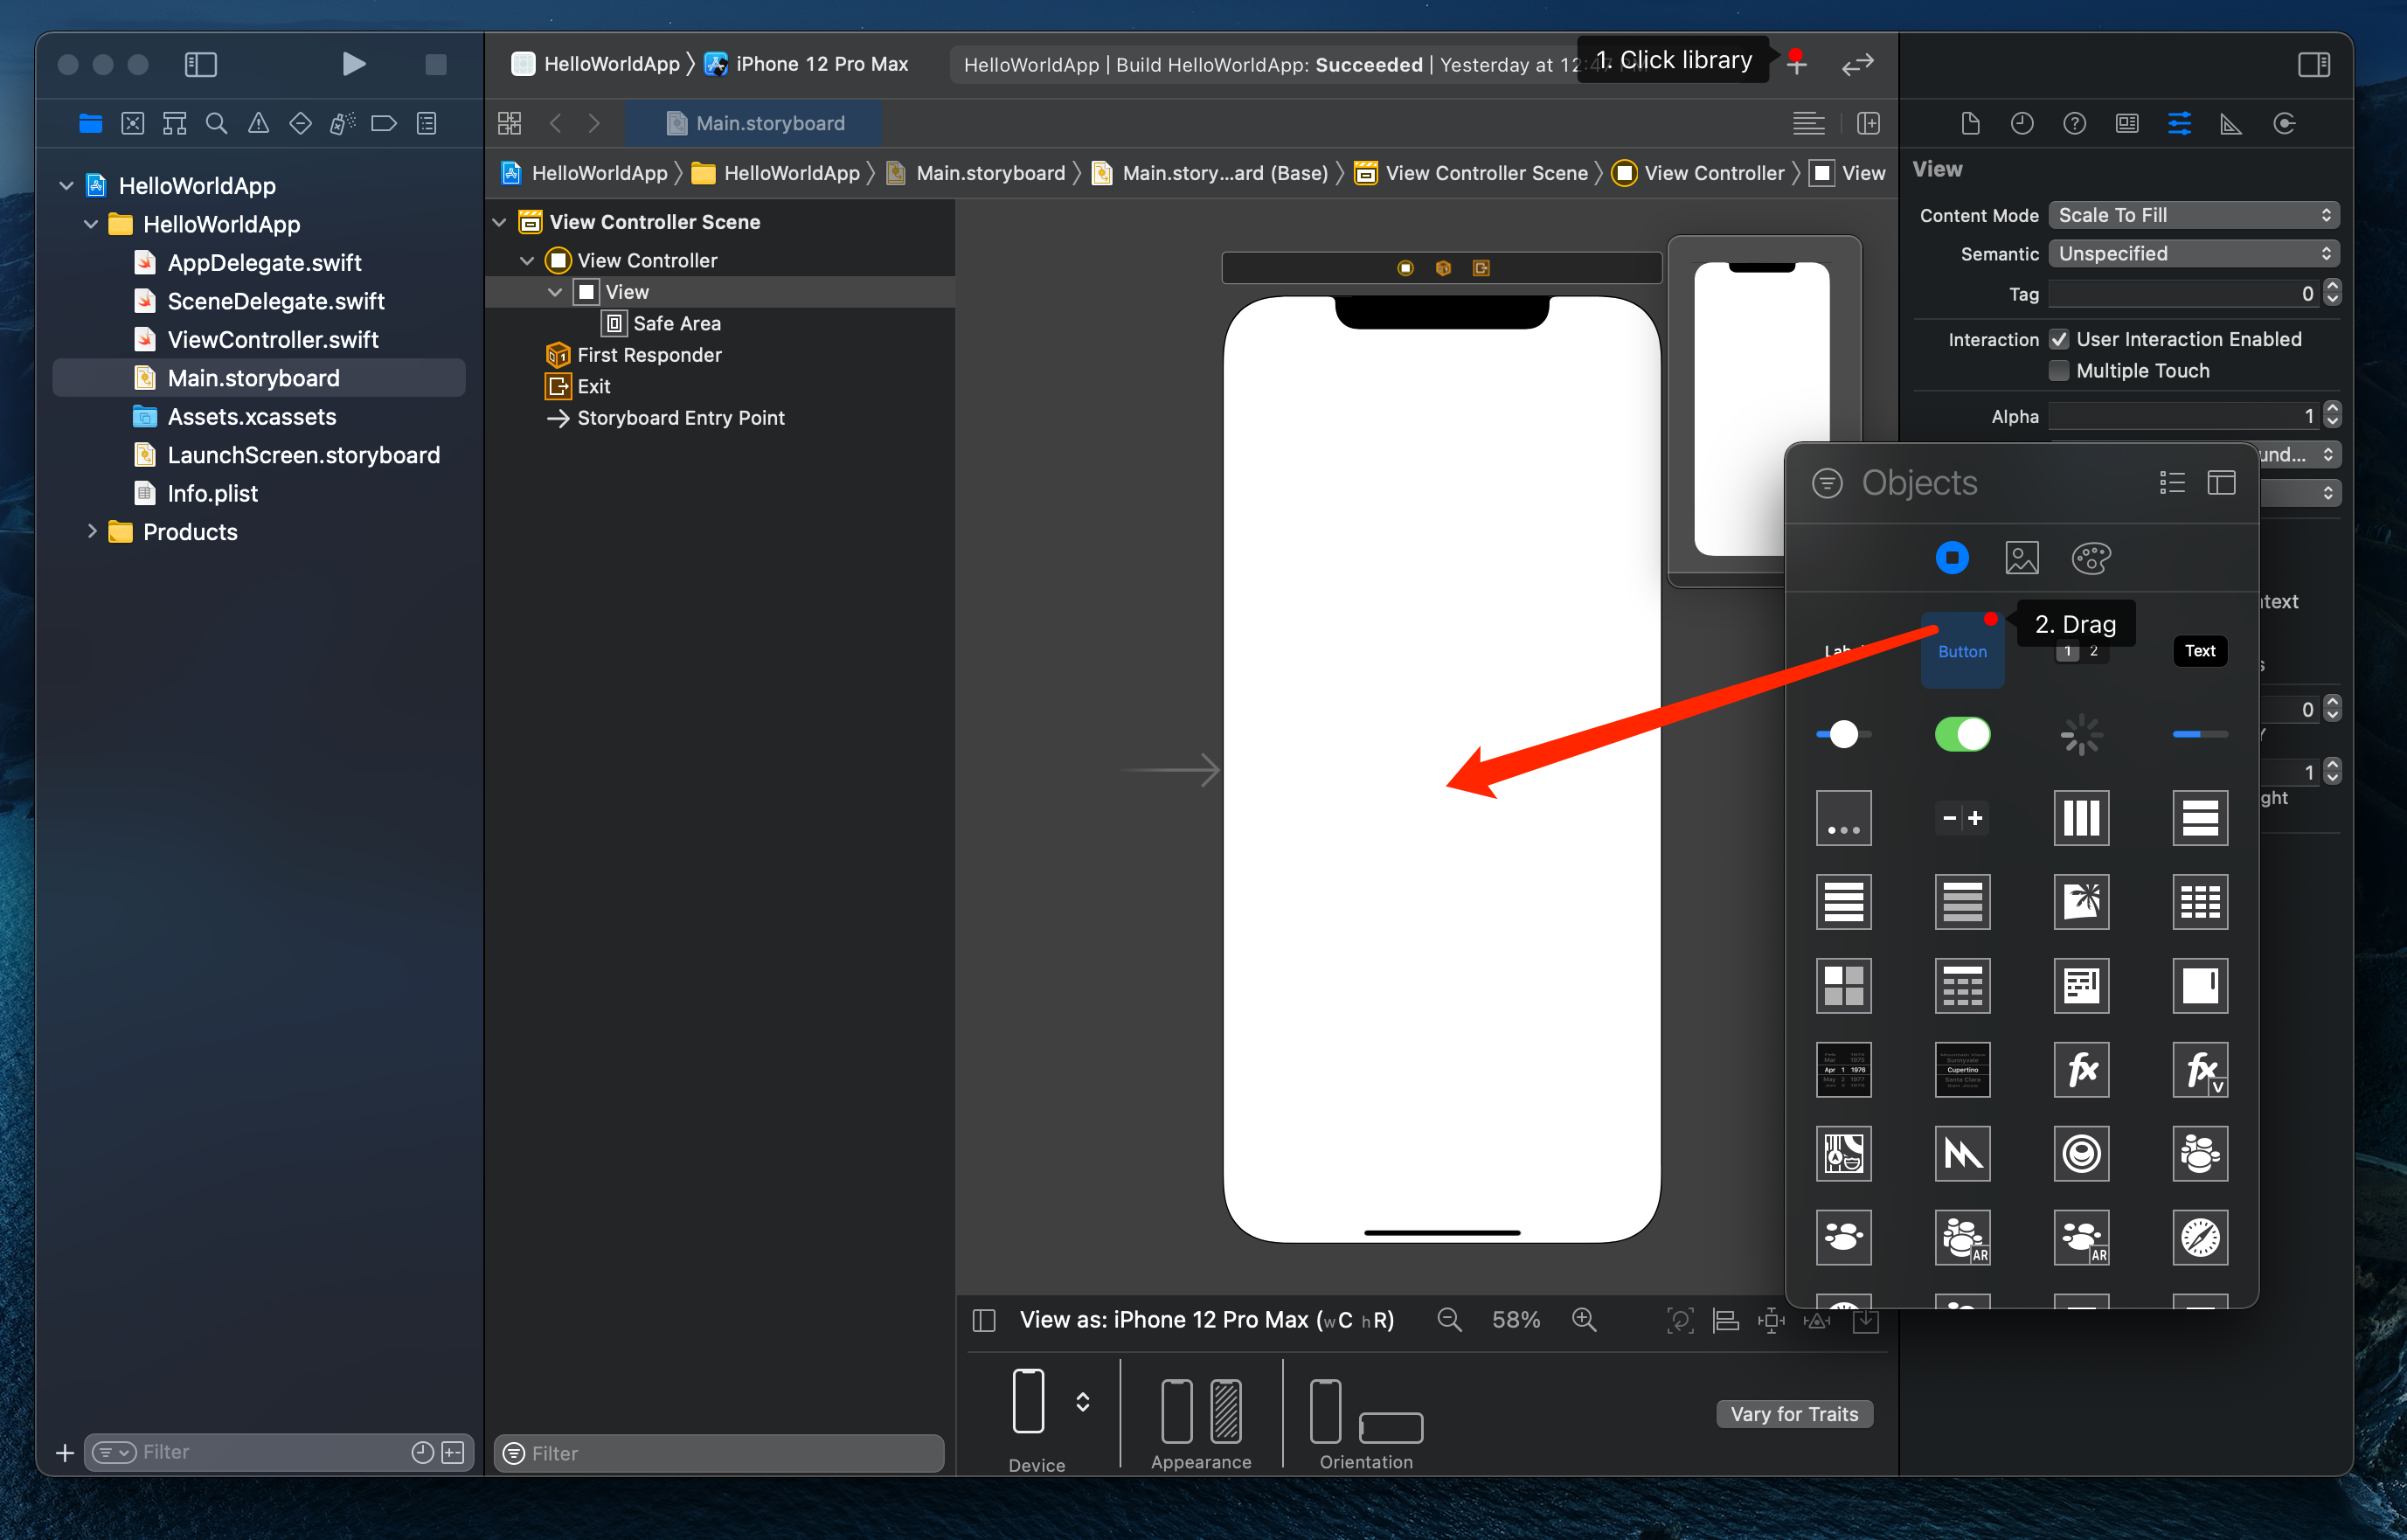 HelloWorldApp
iPhone 12 Pro Max
HelloWorldApp | Build HelloWorldApp: Succeeded | Yesterday at 12:
1. Click library
Main.storyboard
HelloWorldApp
HelloWorldApp
Main.storyboard
Main.story...ard (Base)
View Controller Scene
View Controller
View
HelloWorldApp
HelloWorldApp
AppDelegate.swift
SceneDelegate.swift
ViewController.swift
Main.storyboard
Assets.xcassets
LaunchScreen.storyboard
Info.plist
Products
Filter
View Controller Scene
View Controller
View
Safe Area
First Responder
Exit
Storyboard Entry Point
Filter
View
Content Mode Scale To Fill
Semantic Unspecified
Tag 0
Interaction User Interaction Enabled
Multiple Touch
Alpha 1
und...
Objects
text
2. Drag
Button
1 2
Text
0
1
ght
Apr 1 1976
Cupertino
fx
fx
V
AR
AR
View as: iPhone 12 Pro Max (wC hR)
58%
Device
Appearance
Orientation
Vary for Traits